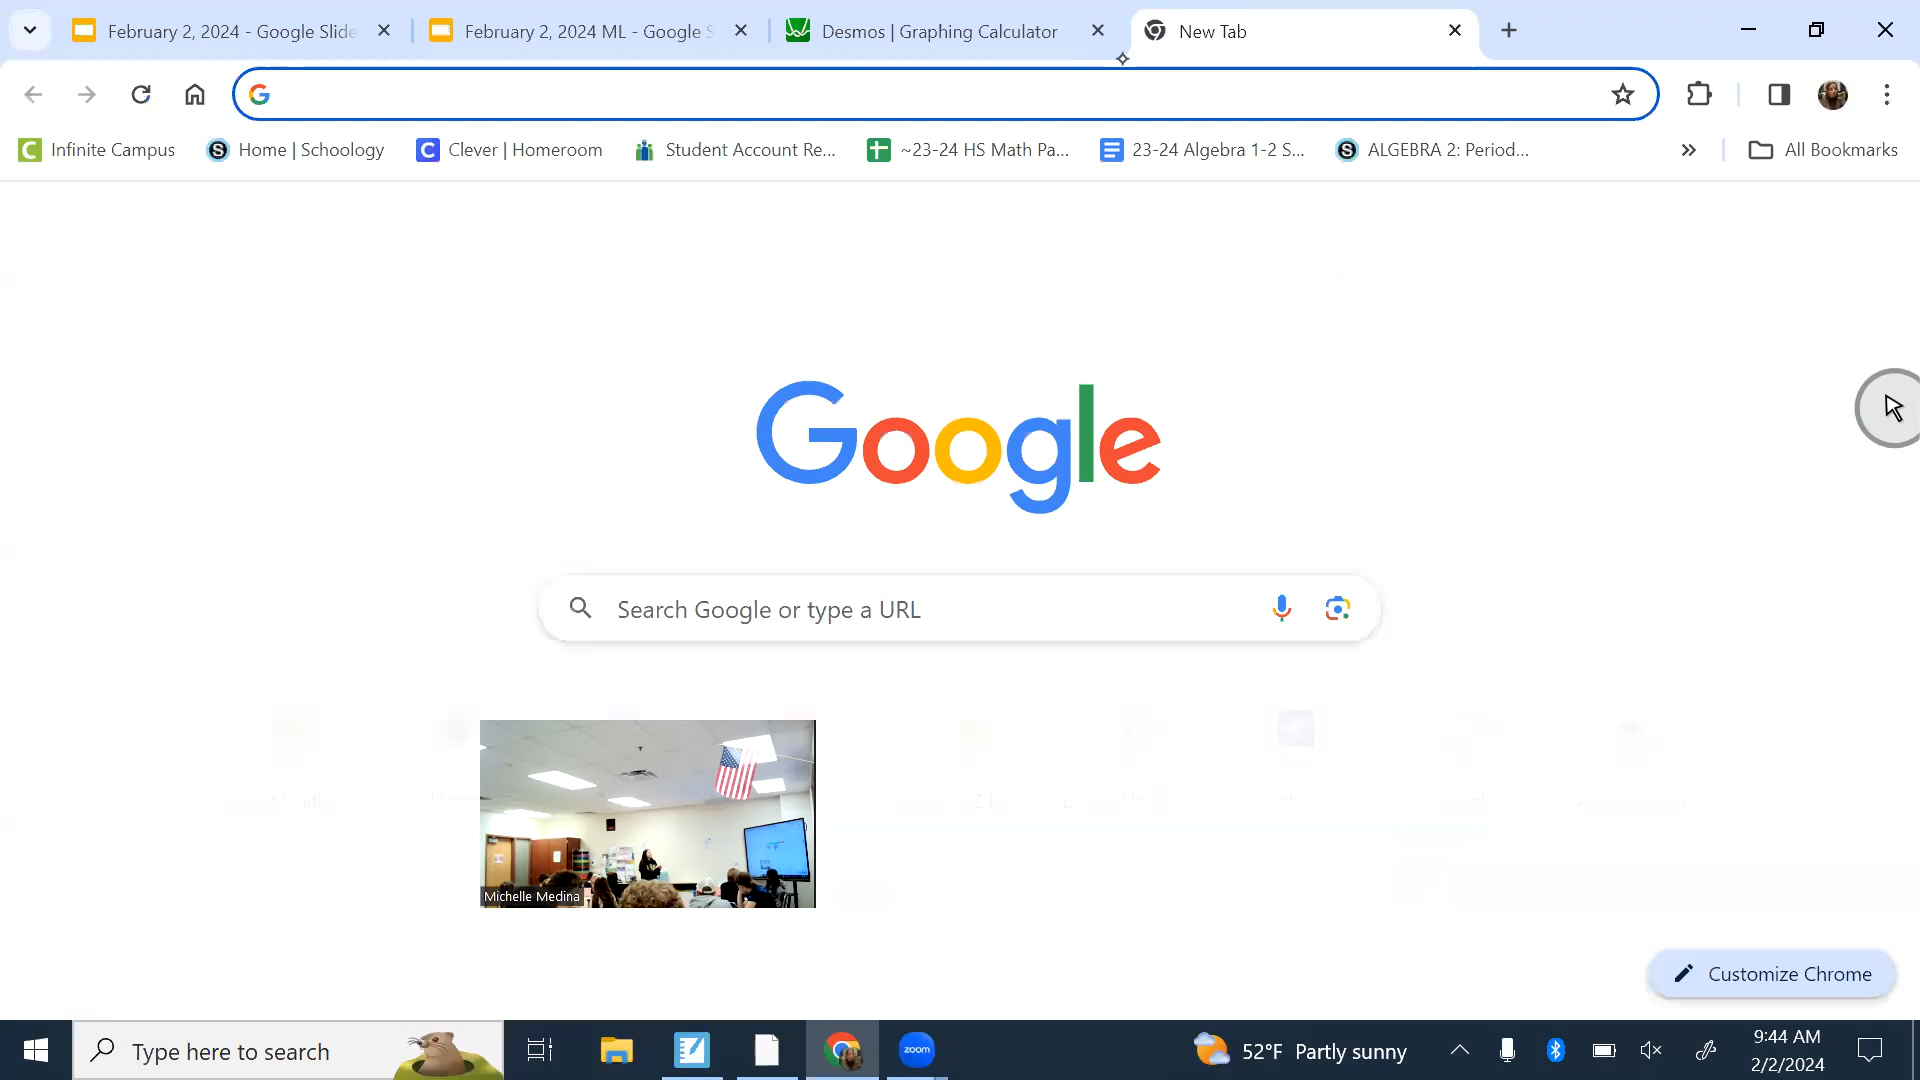 February 2, 2024 - Google Slide
February 2, 2024 ML - Google S
Desmos | Graphing Calculator
New Tab
Infinite Campus
Home | Schoology
Clever | Homeroom
Student Account Re...
~23-24 HS Math Pa...
23-24 Algebra 1-2 S...
ALGEBRA 2: Period...
All Bookmarks
Google
Search Google or type a URL
Michelle Medina
Customize Chrome
Type here to search
zoom
52°F Partly sunny
9:44 AM
2/2/2024